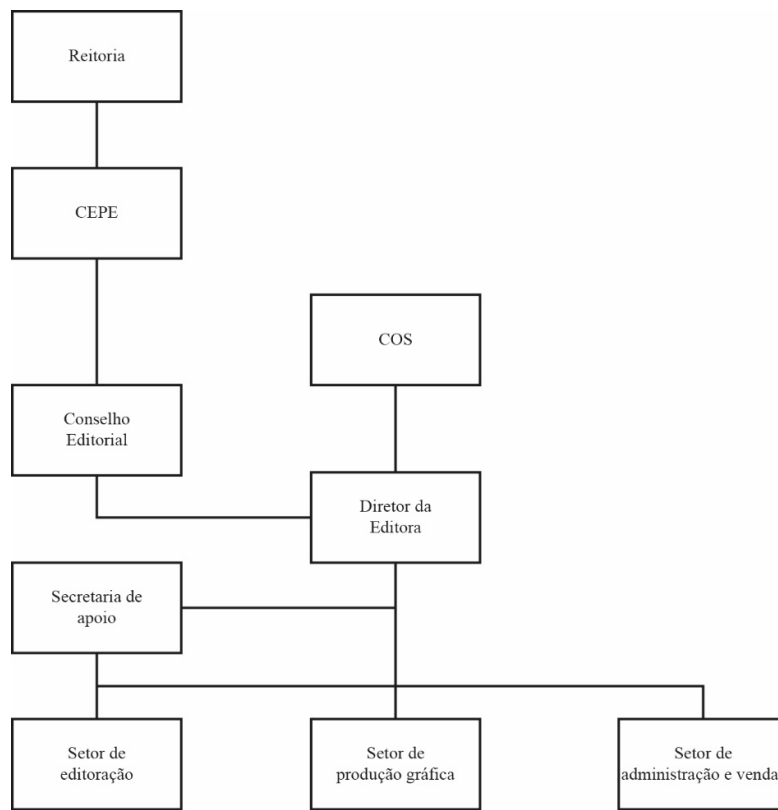 Reitoria
CEPE
COS
Conselho
Editorial
Diretor da
Editora
Secretaria de
apoio
Setor de
editoração
Setor de
produção gráfica
Setor de
administração e venda